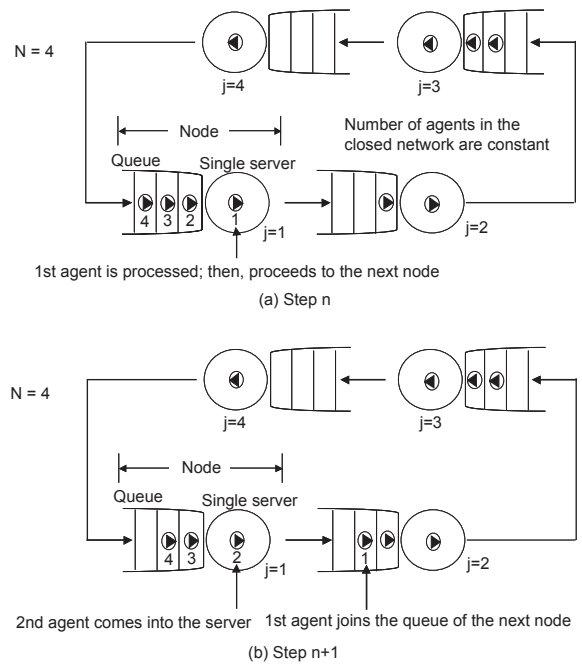 N = 4
j=4
j=3
Node
Number of agents in the
closed network are constant
Queue
Single server
4 3 2 1
j=1
j=2
1st agent is processed; then, proceeds to the next node
(a) Step n
N = 4
j=4
j=3
Node
Queue
Single server
4 3 2 1
j=1
j=2
2nd agent comes into the server
1st agent joins the queue of the next node
(b) Step n+1